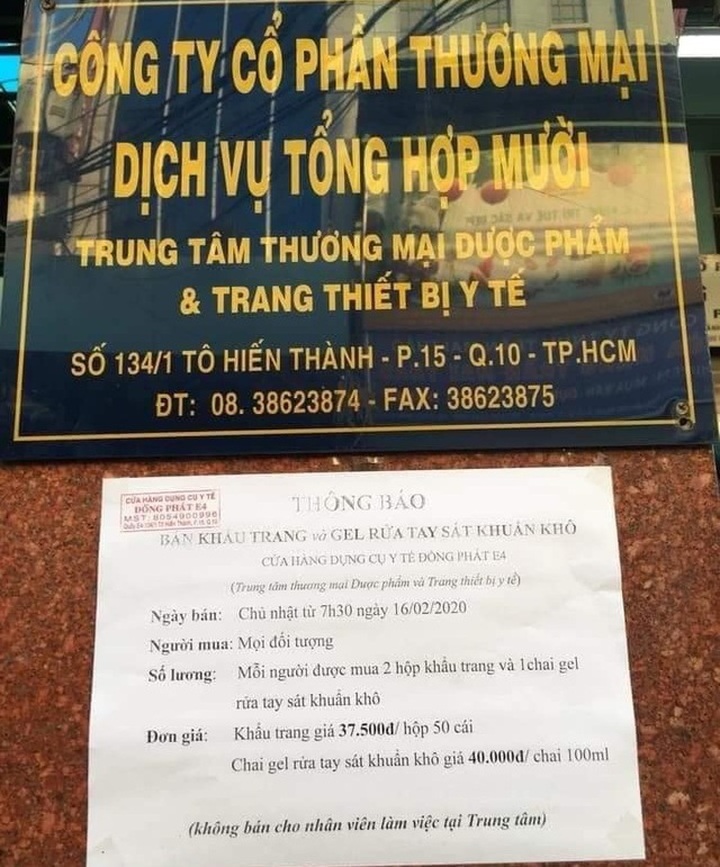 CÔNG TY CỔ PHẦN THƯƠNG MẠI
DỊCH VỤ TỔNG HỢP MƯỜI
TRUNG TÂM THƯƠNG MẠI DƯỢC PHẨM
& TRANG THIẾT BỊ Y TẾ
SỐ 134/1 TÔ HIẾN THÀNH - P.15 - Q.10 - TP.HCM
ĐT: 08. 38623874 - FAX: 38623875
CỬA HÀNG DỤNG CỤ Y TẾ
ĐÔNG PHÁT E4
MST: 8054900996
THÔNG BÁO
BÁN KHẨU TRANG và GEL RỬA TAY SÁT KHUẨN KHÔ
CỬA HÀNG DỤNG CỤ Y TẾ ĐÔNG PHÁT E4
(Trung tâm thương mại Dược phẩm và Trang thiết bị y tế)
Ngày bán: Chủ nhật từ 7h30 ngày 16/02/2020
Người mua: Mọi đối tượng
Số lương: Mỗi người được mua 2 hộp khẩu trang và 1chai gel
rửa tay sát khuẩn khô
Đơn giá: Khẩu trang giá 37.500đ/ hộp 50 cái
Chai gel rửa tay sát khuẩn khô giá 40.000đ/ chai 100ml
(không bán cho nhân viên làm việc tại Trung tâm)